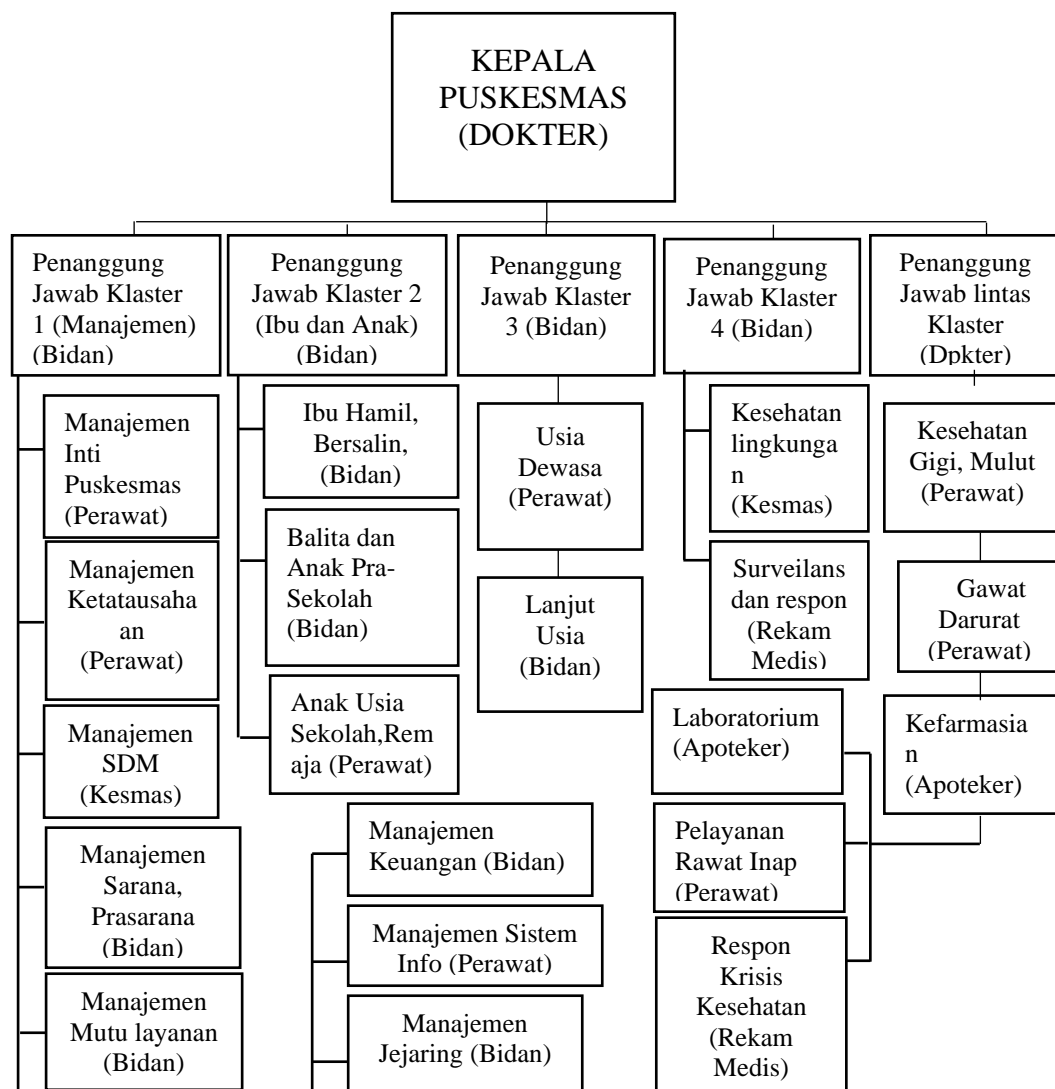 KEPALA
PUSKESMAS
(DOKTER)
Penanggung
Jawab Klaster
1 (Manajemen)
(Bidan)
Penanggung
Jawab Klaster 2
(Ibu dan Anak)
(Bidan)
Penanggung
Jawab Klaster
3 (Bidan)
Penanggung
Jawab Klaster
4 (Bidan)
Penanggung
Jawab lintas
Klaster
(Dpkter)
Manajemen
Inti
Puskesmas
(Perawat)
Manajemen
Ketatausaha
an
(Perawat)
Manajemen
SDM
(Kesmas)
Manajemen
Sarana,
Prasarana
(Bidan)
Manajemen
Mutu layanan
(Bidan)
Ibu Hamil,
Bersalin,
(Bidan)
Balita dan
Anak Pra-
Sekolah
(Bidan)
Anak Usia
Sekolah,Rem
aja (Perawat)
Manajemen
Keuangan (Bidan)
Manajemen Sistem
Info (Perawat)
Manajemen
Jejaring (Bidan)
Usia
Dewasa
(Perawat)
Lanjut
Usia
(Bidan)
Kesehatan
lingkunga
n
(Kesmas)
Surveilans
dan respon
(Rekam
Medis)
Kesehatan
Gigi, Mulut
(Perawat)
Gawat
Darurat
(Perawat)
Kefarmasia
n
(Apoteker)
Laboratorium
(Apoteker)
Pelayanan
Rawat Inap
(Perawat)
Respon
Krisis
Kesehatan
(Rekam
Medis)